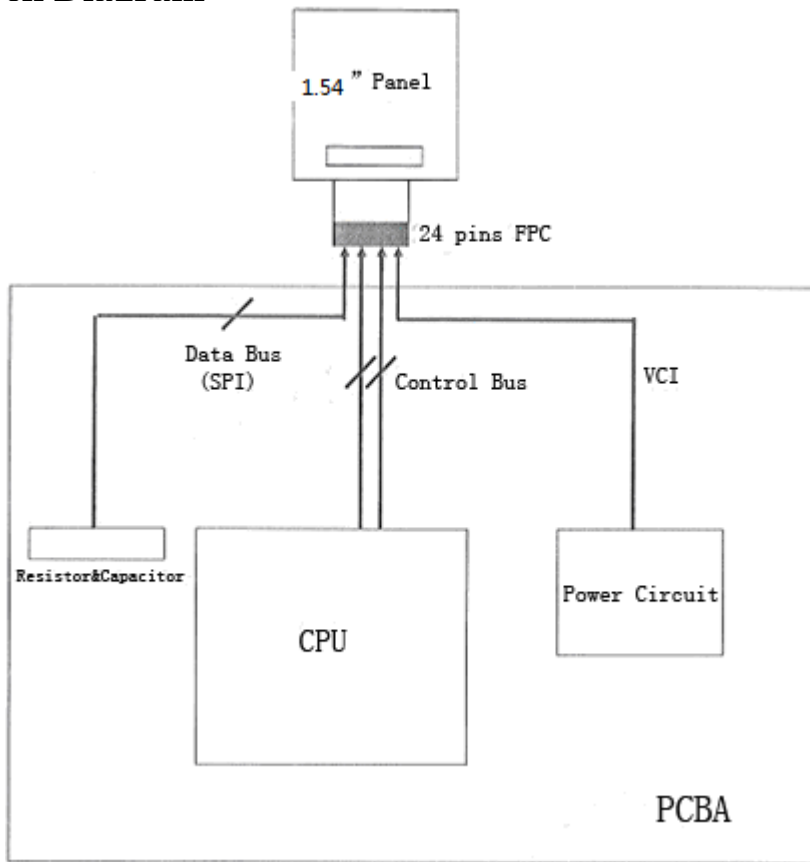 1.54 ” Panel
24 pins FPC
Data Bus
(SPI)
Control Bus
VCI
Resistor&Capacitor
CPU
Power Circuit
PCBA